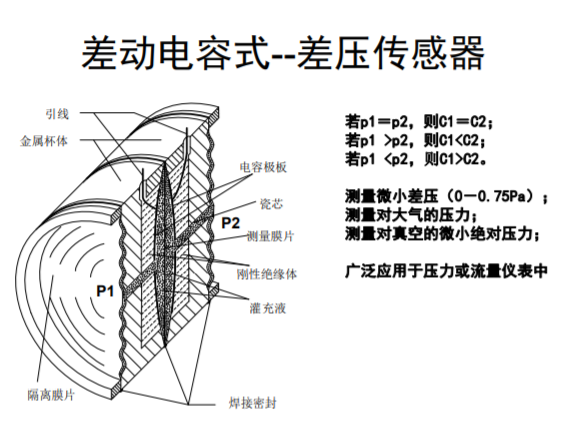 差动电容式--差压传感器
引线
金属杯体
电容极板
瓷芯
P2
测量膜片
刚性绝缘体
P1
灌充液
隔离膜片
焊接密封
若p1＝p2，则C1＝C2；
若p1 >p2，则C1<C2；
若p1 <p2，则C1>C2。
测量微小差压（0－0.75Pa）；
测量对大气的压力；
测量对真空的微小绝对压力；
广泛应用于压力或流量仪表中